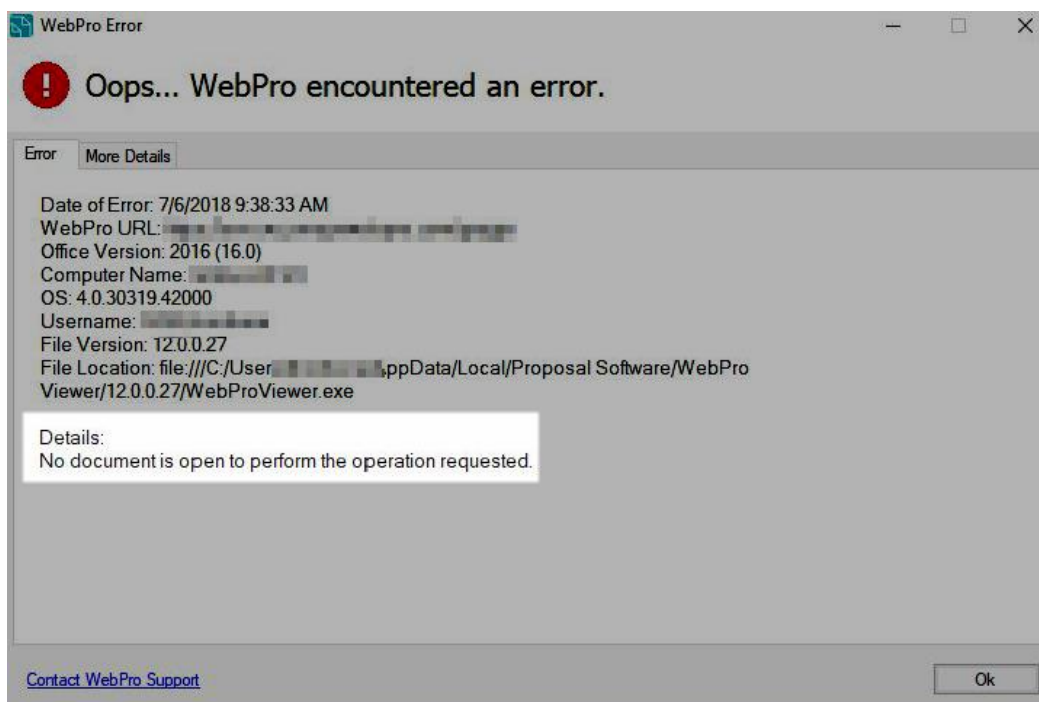 WebPro Error
Oops... WebPro encountered an error.
Error
More Details
Date of Error: 7/6/2018 9:38:33 AM
WebPro URL:
Office Version: 2016 (16.0)
Computer Name:
OS: 4.0.30319.42000
Username:
File Version: 12.0.0.27
File Location: file:///C:/User ppData/Local/Proposal Software/WebPro
Viewer/12.0.0.27/WebProViewer.exe
Details:
No document is open to perform the operation requested.
Contact WebPro Support
Ok